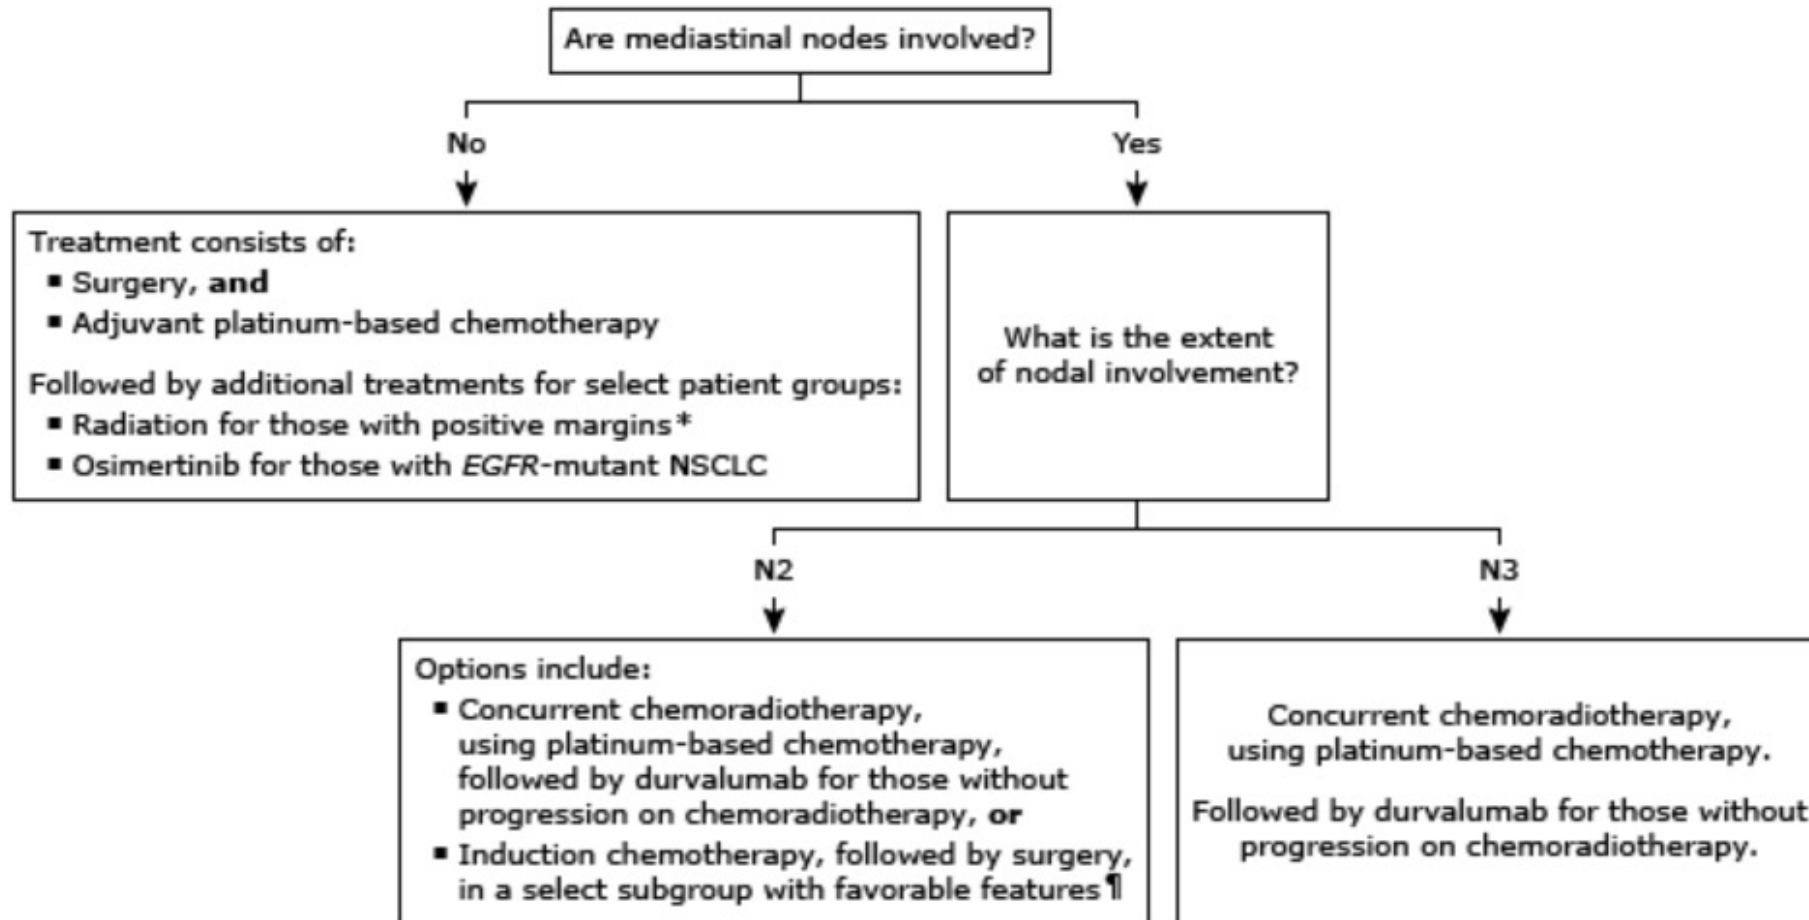 Are mediastinal nodes involved?
No
Yes
Treatment consists of:
▪ Surgery, and
▪ Adjuvant platinum-based chemotherapy
Followed by additional treatments for select patient groups:
▪ Radiation for those with positive margins*
▪ Osimertinib for those with EGFR-mutant NSCLC
What is the extent
of nodal involvement?
N2
N3
Options include:
▪ Concurrent chemoradiotherapy,
using platinum-based chemotherapy,
followed by durvalumab for those without
progression on chemoradiotherapy, or
▪ Induction chemotherapy, followed by surgery,
in a select subgroup with favorable features¶
Concurrent chemoradiotherapy,
using platinum-based chemotherapy.
Followed by durvalumab for those without
progression on chemoradiotherapy.